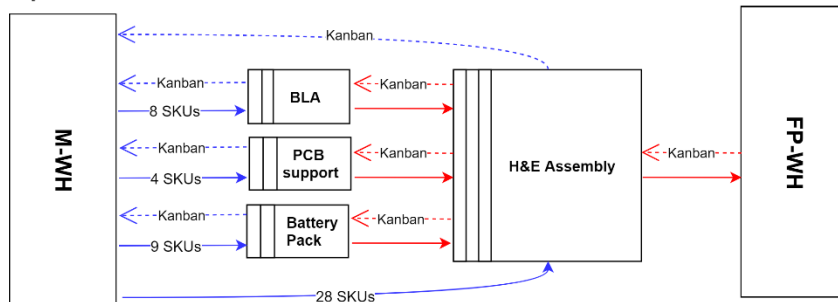 Kanban
Kanban
Kanban
BLA
8 SKUs
Kanban
Kanban
PCB
support
4 SKUs
Kanban
Kanban
Battery
Pack
9 SKUs
28 SKUs
M-WH
H&E Assembly
Kanban
FP-WH